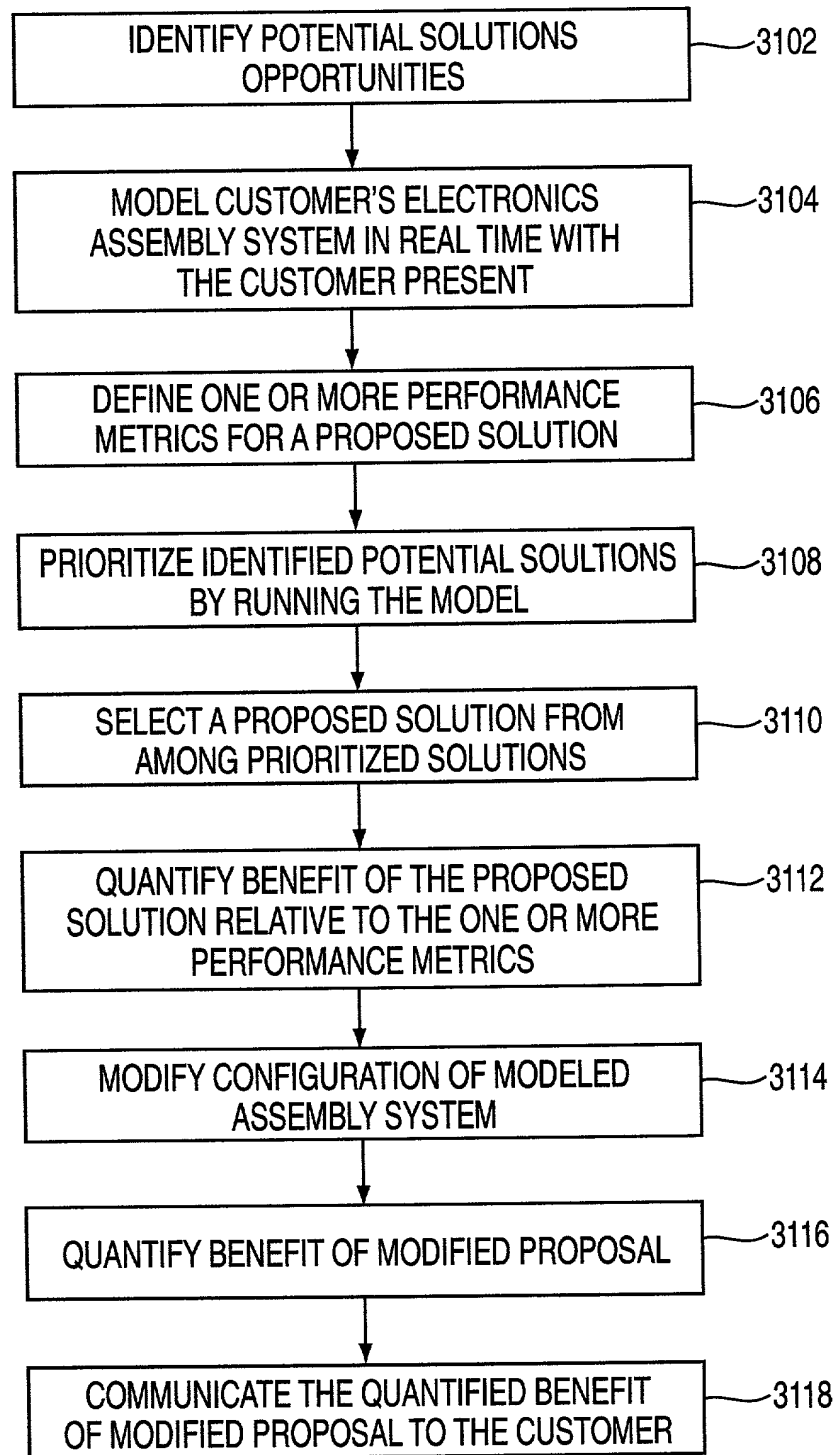 IDENTIFY POTENTIAL SOLUTIONS
OPPORTUNITIES
3102
MODEL CUSTOMER'S ELECTRONICS
ASSEMBLY SYSTEM IN REAL TIME WITH
THE CUSTOMER PRESENT
3104
DEFINE ONE OR MORE PERFORMANCE
METRICS FOR A PROPOSED SOLUTION
3106
PRIORITIZE IDENTIFIED POTENTIAL SOULTIONS
BY RUNNING THE MODEL
3108
SELECT A PROPOSED SOLUTION FROM
AMONG PRIORITIZED SOLUTIONS
3110
QUANTIFY BENEFIT OF THE PROPOSED
SOLUTION RELATIVE TO THE ONE OR MORE
PERFORMANCE METRICS
3112
MODIFY CONFIGURATION OF MODELED
ASSEMBLY SYSTEM
3114
QUANTIFY BENEFIT OF MODIFIED PROPOSAL
3116
COMMUNICATE THE QUANTIFIED BENEFIT
OF MODIFIED PROPOSAL TO THE CUSTOMER
3118